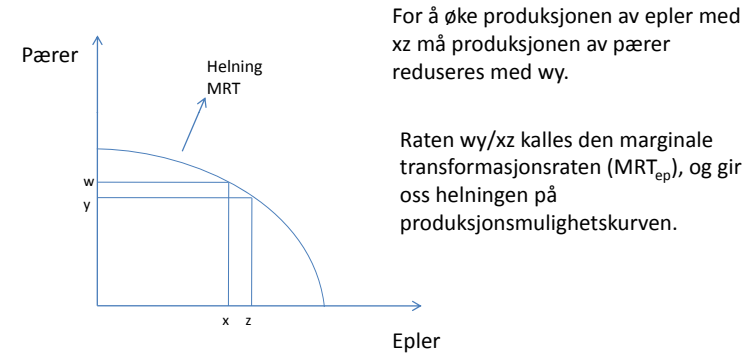 For å øke produksjonen av epler med
xz må produksjonen av pærer
reduseres med wy.
Pærer
Helning
MRT
Raten wy/xz kalles den marginale
transformasjonsraten (MRTep), og gir
oss helningen på
produksjonsmulighetskurven.
w
y
x z
Epler